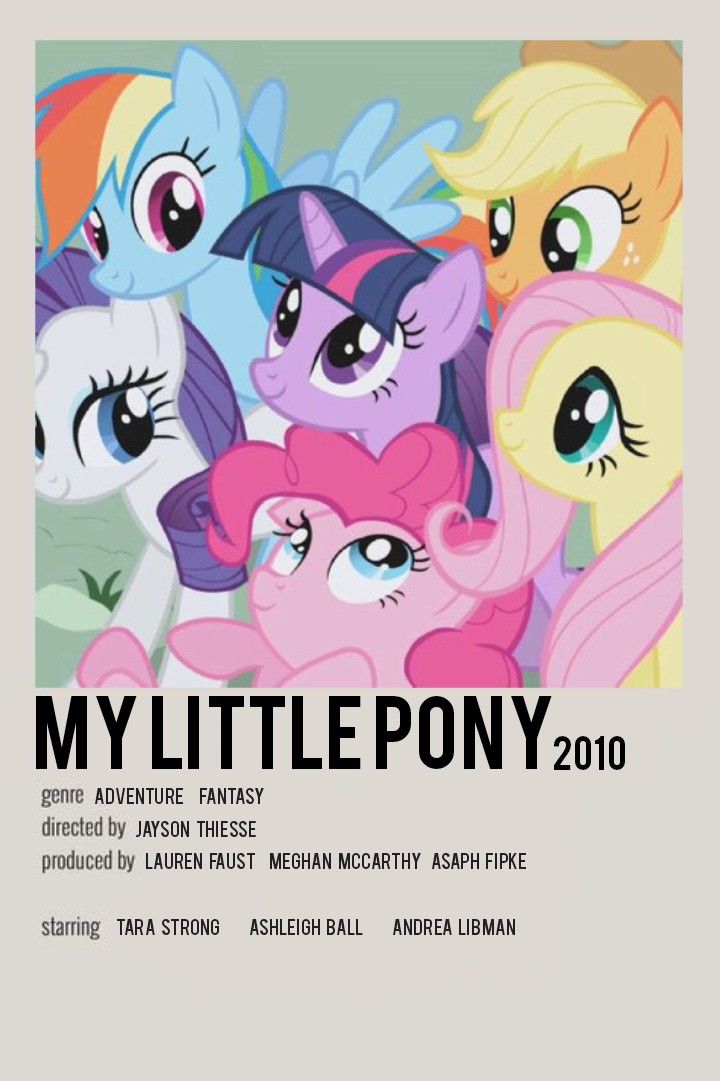 MY LITTLE PONY 2010
genre ADVENTURE FANTASY
directed by JAYSON THIESSE
produced by LAUREN FAUST MEGHAN MCCARTHY ASAPH FIPKE
starring TARA STRONG ASHLEIGH BALL ANDREA LIBMAN